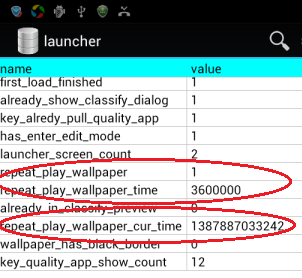 launcher
name value
first_load_finished 1
already_show_classify_dialog 1
key_alredy_pull_quality_app 1
has_enter_edit_mode 1
launcher_screen_count 2
repeat_play_wallpaper 1
repeat_play_wallpaper_time 3600000
already_in_classify_preview 0
repeat_play_wallpaper_cur_time 1387887033242
wallpaper_has_black_border 0
key_quality_app_show_count 12